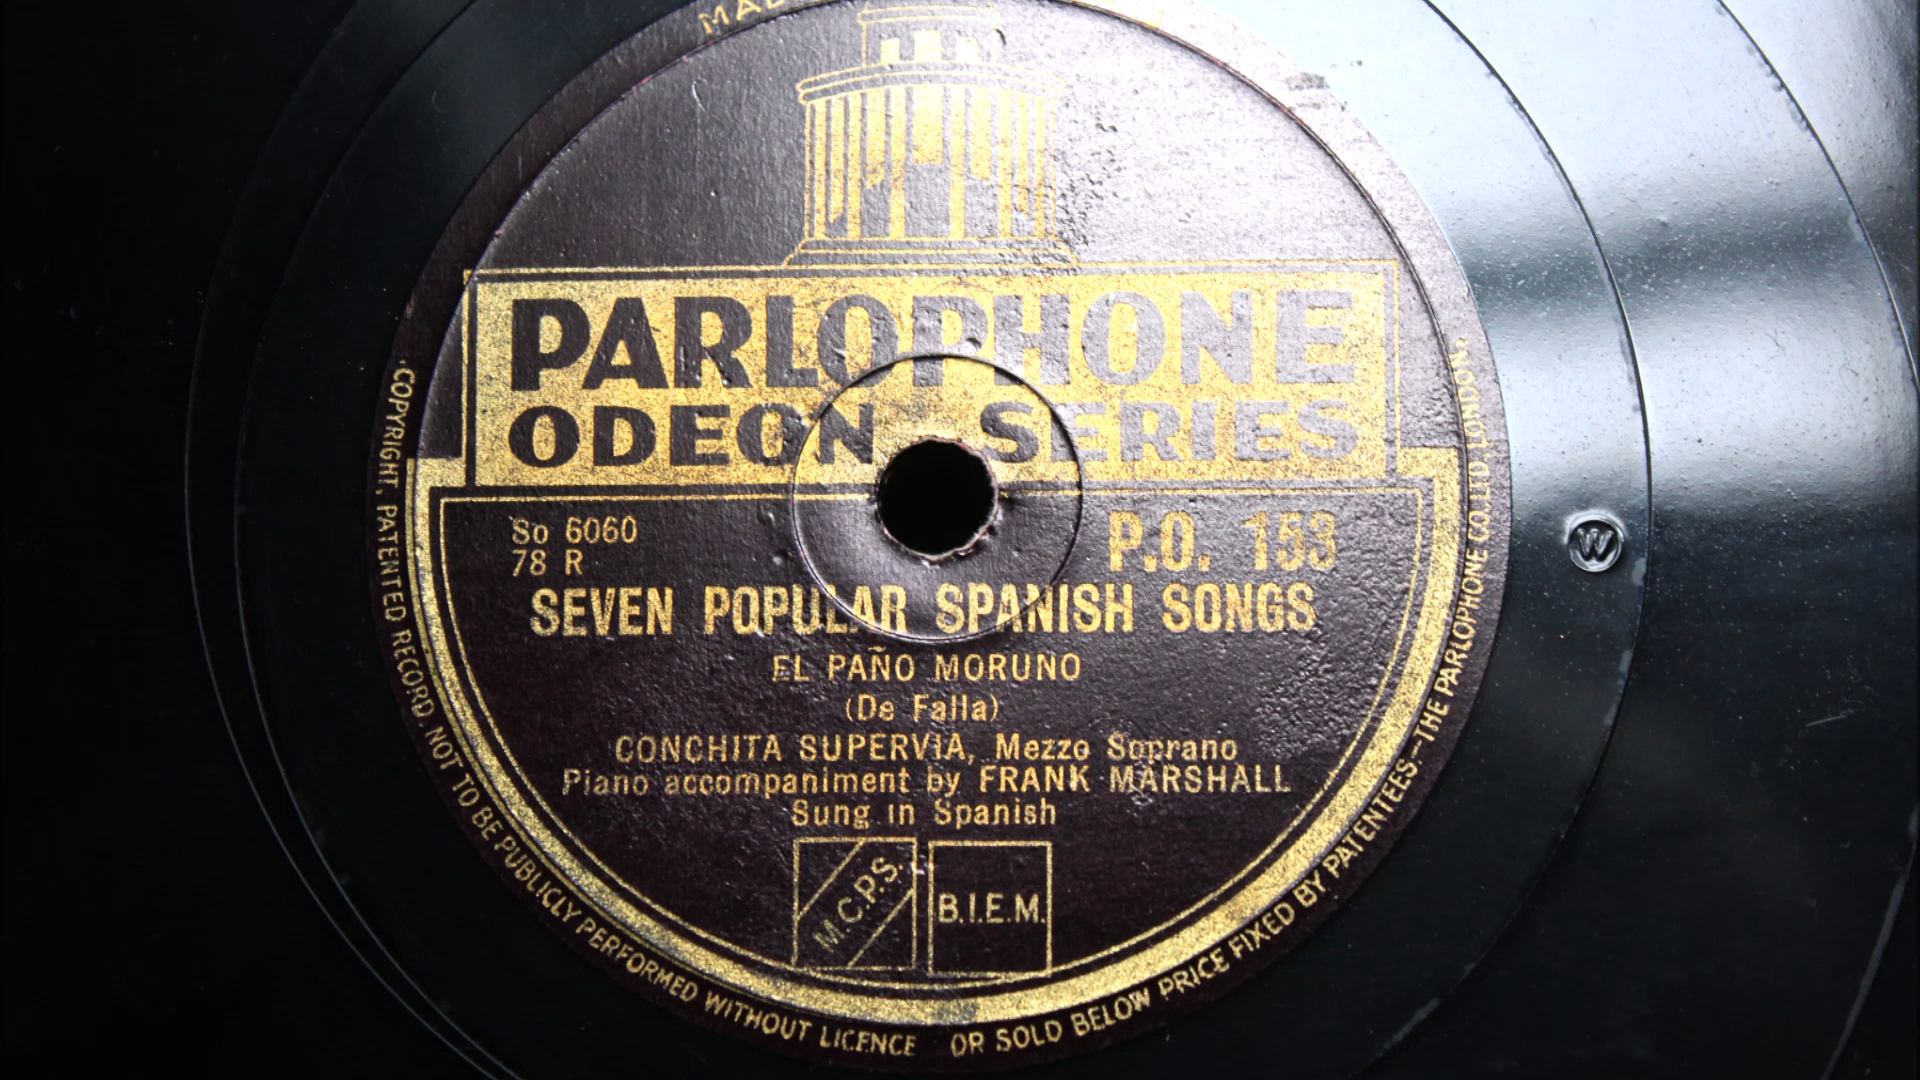 PARLOPHONE
ODEON SERIES
So 6060
78 R
P.O. 153
SEVEN POPULAR SPANISH SONGS
EL PAÑO MORUNO
(De Falla)
CONCHITA SUPERVIA, Mezzo Soprano
Piano accompaniment by FRANK MARSHALL
Sung in Spanish
M.C.P.S.
B.I.E.M.
COPYRIGHT. PATENTED RECORD. NOT TO BE PUBLICLY PERFORMED WITHOUT LICENCE OR SOLD BELOW PRICE FIXED BY PATENTEES.-THE PARLOPHONE CO. LTD. LONDON.
W